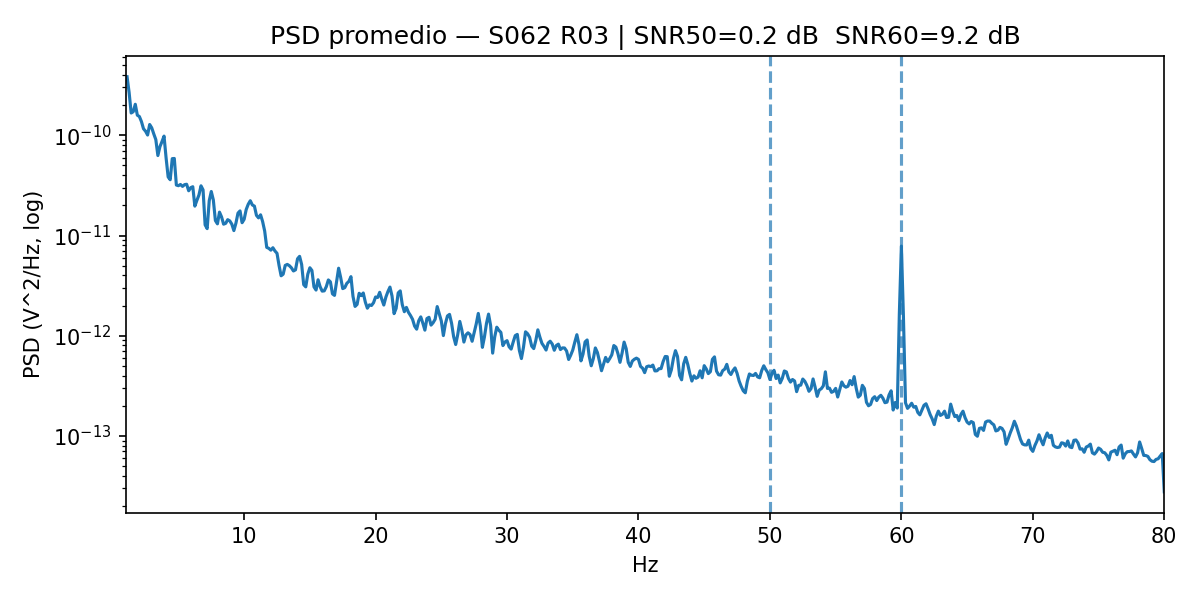 PSD promedio — S062 R03 | SNR50=0.2 dB  SNR60=9.2 dB
PSD (V^2/Hz, log)
10⁻¹⁰
10⁻¹¹
10⁻¹²
10⁻¹³
10 20 30 40 50 60 70 80
Hz